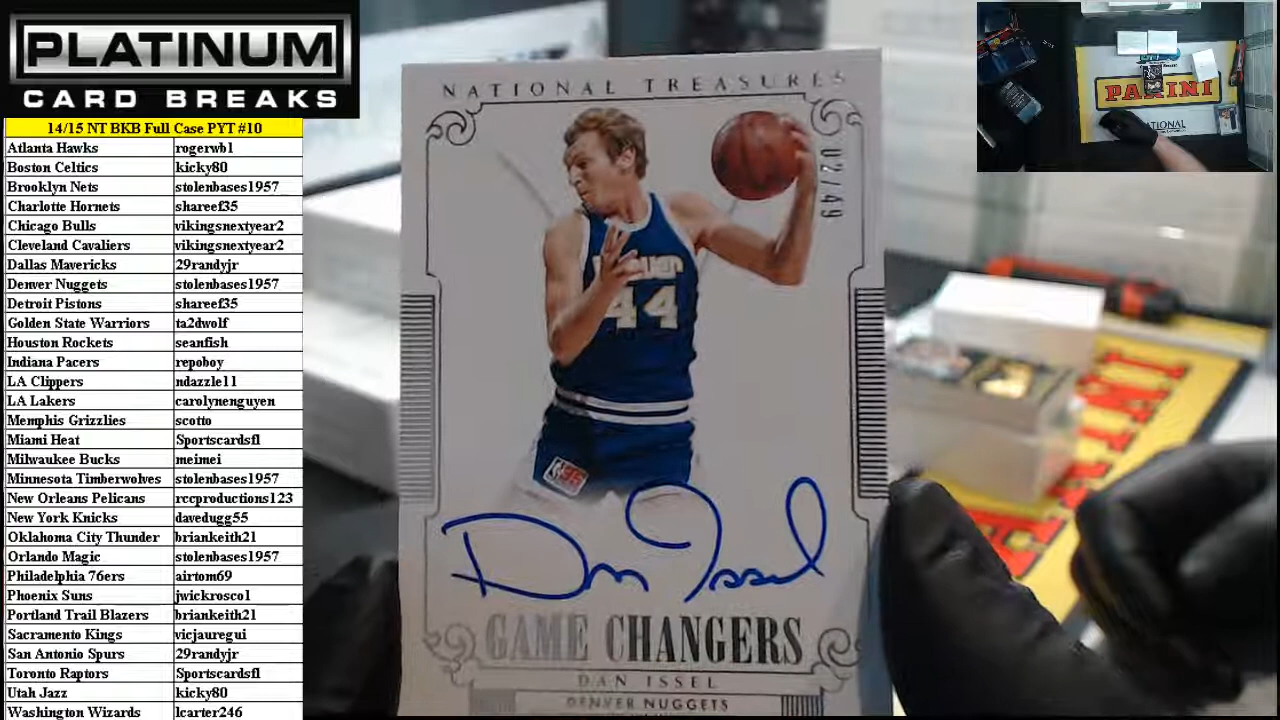 PLATINUM
CARD BREAKS
14/15 NT BKB Full Case PYT #10
Atlanta Hawks rogerwb1
Boston Celtics kicky80
Brooklyn Nets stolenbases1957
Charlotte Hornets shareef35
Chicago Bulls vikingsnextyear2
Cleveland Cavaliers vikingsnextyear2
Dallas Mavericks 29randyjr
Denver Nuggets stolenbases1957
Detroit Pistons shareef35
Golden State Warriors ta2dwolf
Houston Rockets seanfish
Indiana Pacers repoboy
LA Clippers ndazzle11
LA Lakers carolynenguyen
Memphis Grizzlies scotto
Miami Heat Sportscardsfl
Milwaukee Bucks meimei
Minnesota Timberwolves stolenbases1957
New Orleans Pelicans rccproductions123
New York Knicks davedugg55
Oklahoma City Thunder briankeith21
Orlando Magic stolenbases1957
Philadelphia 76ers airtom69
Phoenix Suns jwickrosco1
Portland Trail Blazers briankeith21
Sacramento Kings vicjauregui
San Antonio Spurs 29randyjr
Toronto Raptors Sportscardsfl
Utah Jazz kicky80
Washington Wizards lcarter246
NATIONAL TREASURES
02/49
44
Dan Issel
GAME CHANGERS
DAN ISSEL
DENVER NUGGETS
PANINI